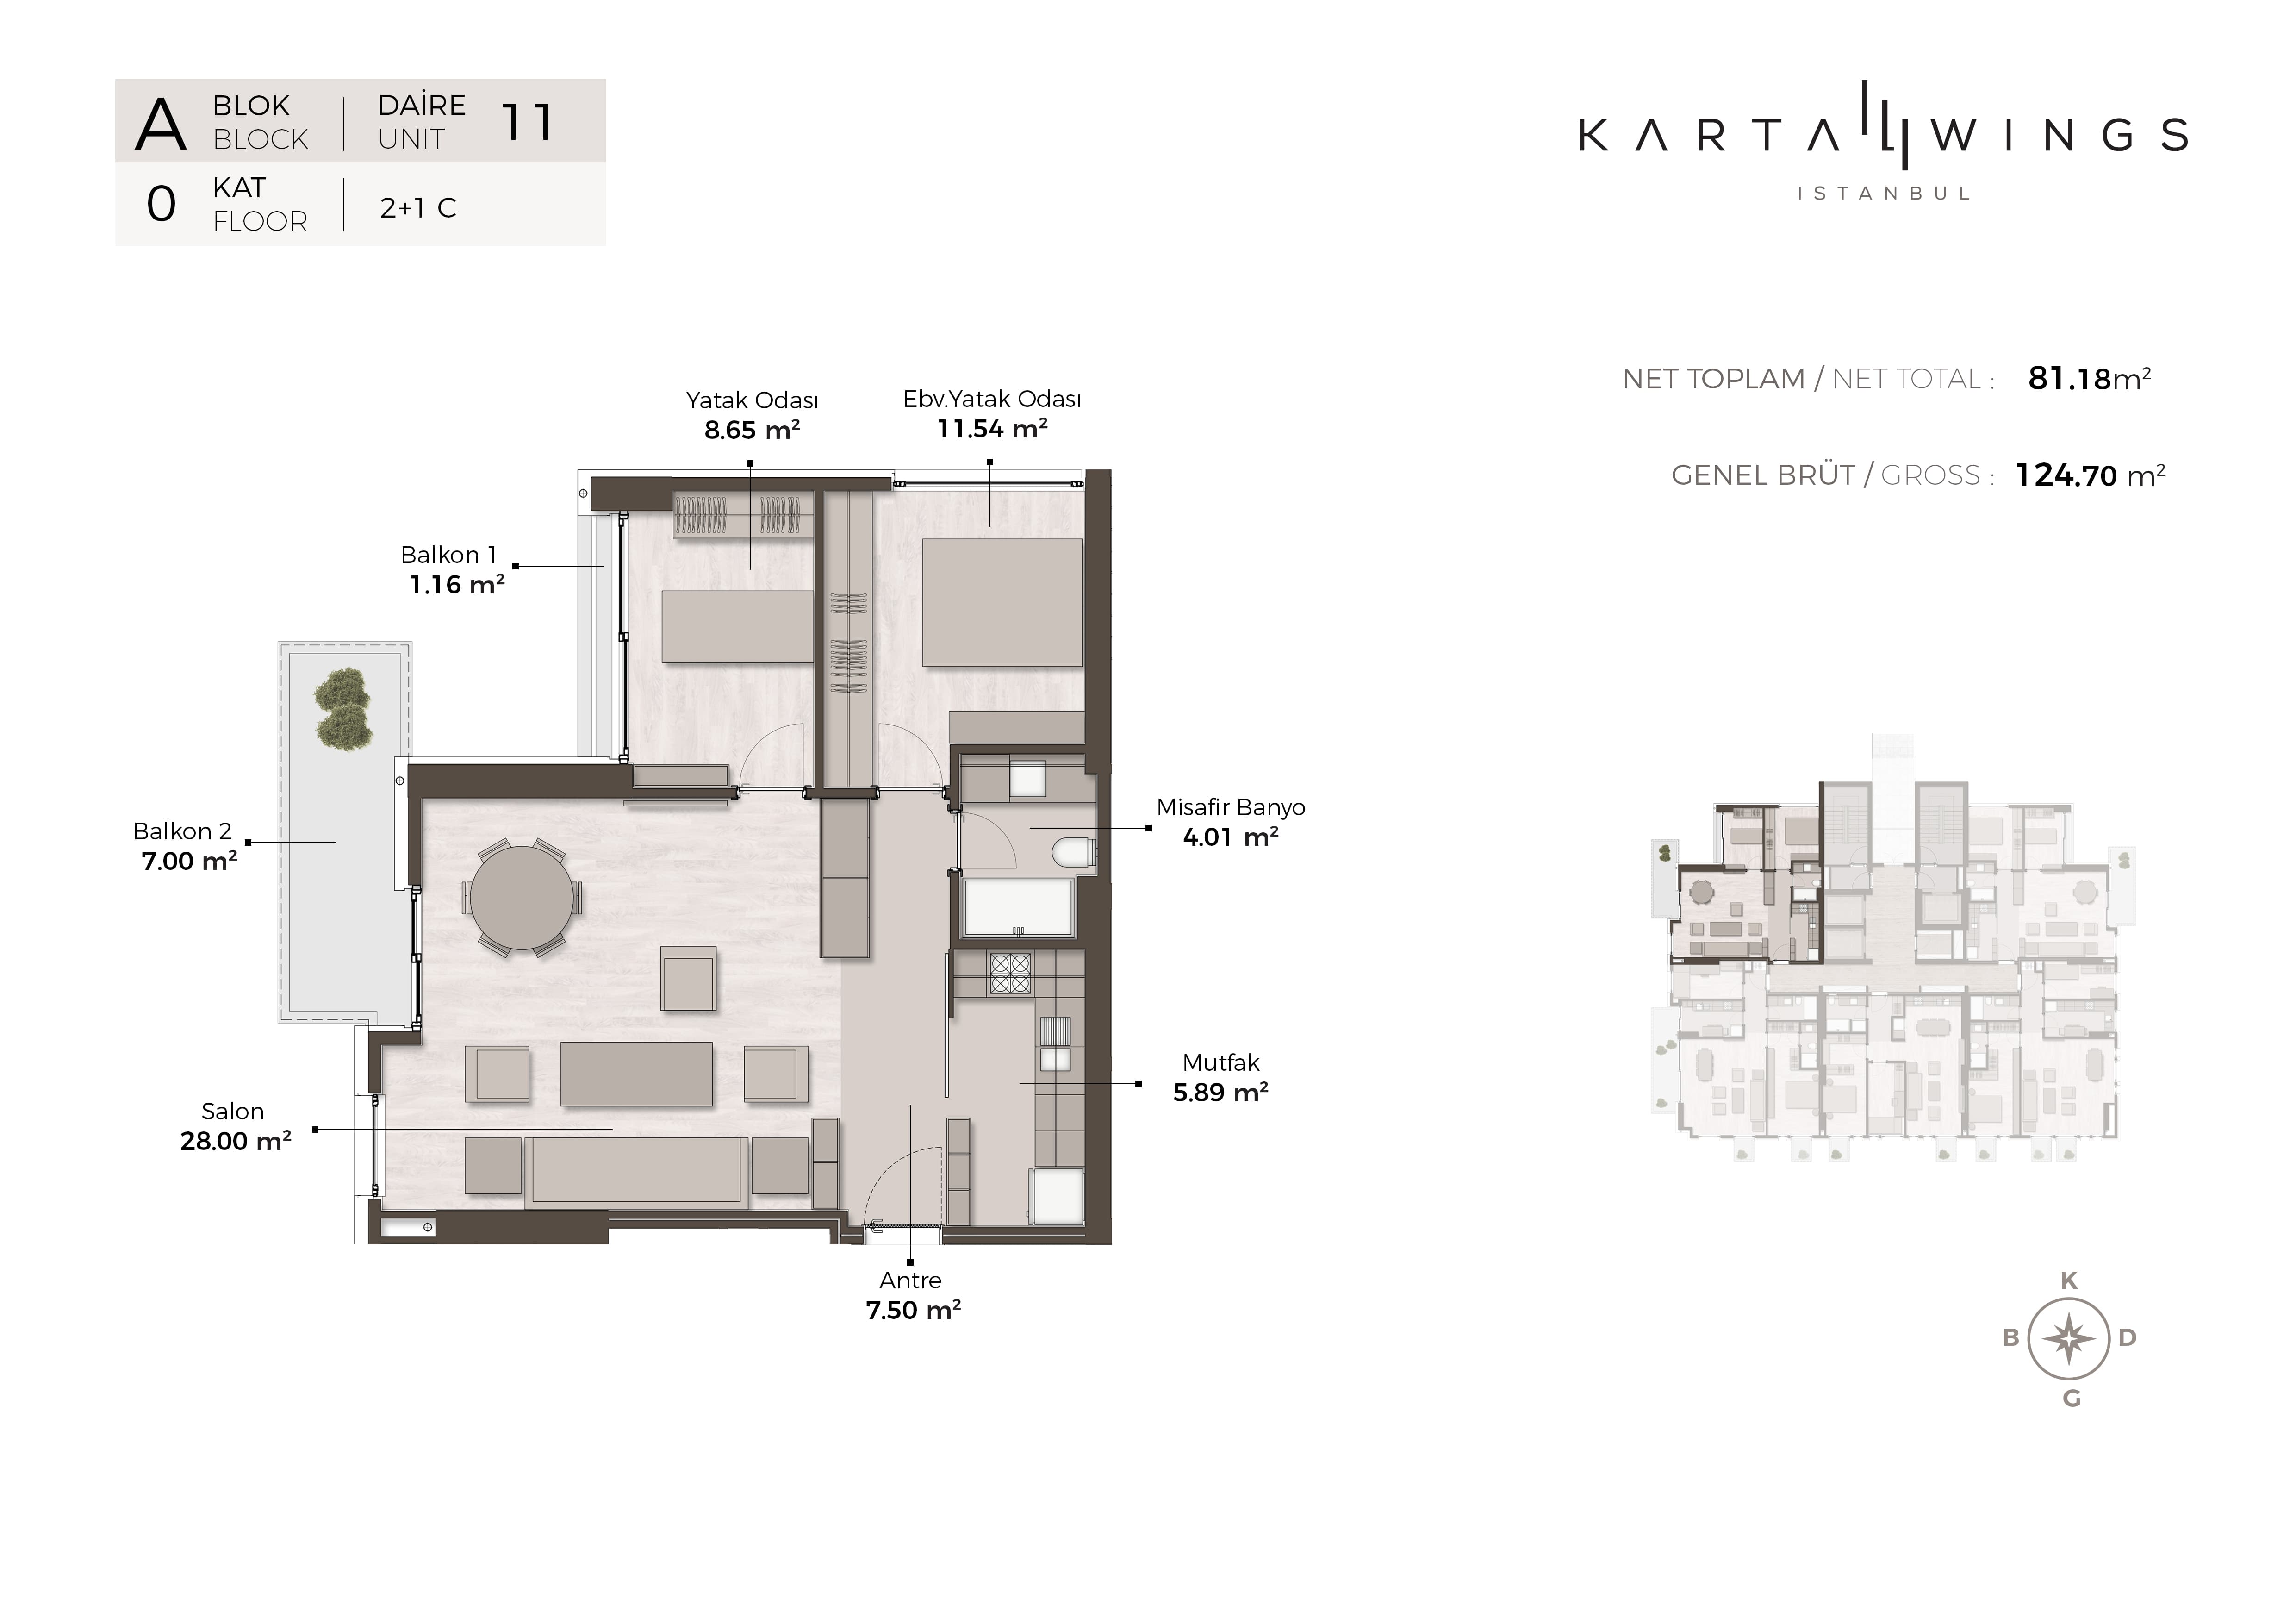 A BLOK DAİRE 11
BLOCK UNIT
0 KAT 2+1 C
FLOOR
KARTAL WINGS
ISTANBUL
NET TOPLAM / NET TOTAL : 81.18m²
GENEL BRÜT / GROSS : 124.70 m²
Yatak Odası
8.65 m²
Ebv.Yatak Odası
11.54 m²
Balkon 1
1.16 m²
Balkon 2
7.00 m²
Misafir Banyo
4.01 m²
Mutfak
5.89 m²
Salon
28.00 m²
Antre
7.50 m²
K
B D
G